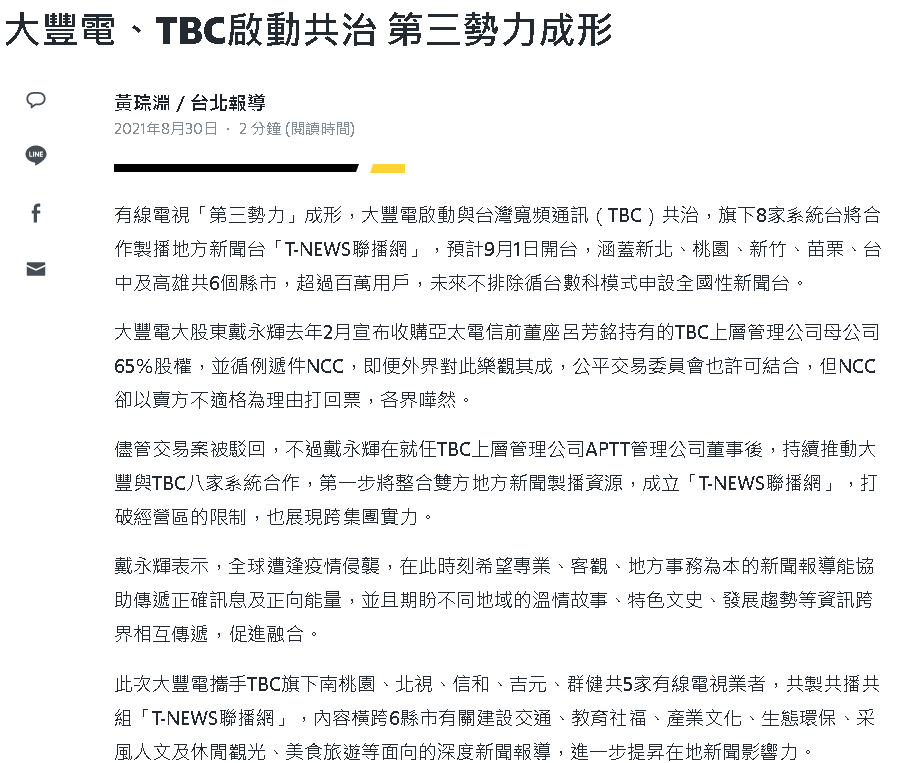 大豐電、TBC啟動共治 第三勢力成形
黃琮淵 / 台北報導
2021年8月30日 · 2 分鐘 (閱讀時間)
LINE
有線電視「第三勢力」成形，大豐電啟動與台灣寬頻通訊（TBC）共治，旗下8家系統台將合
作製播地方新聞台「T-NEWS聯播網」，預計9月1日開台，涵蓋新北、桃園、新竹、苗栗、台
中及高雄共6個縣市，超過百萬用戶，未來不排除循台數科模式申設全國性新聞台。
大豐電大股東戴永輝去年2月宣布收購亞太電信前董座呂芳銘持有的TBC上層管理公司母公司
65%股權，並循例遞件NCC，即便外界對此樂觀其成，公平交易委員會也許可結合，但NCC
卻以賣方不適格為理由打回票，各界嘩然。
儘管交易案被駁回，不過戴永輝在就任TBC上層管理公司APTT管理公司董事後，持續推動大
豐與TBC八家系統合作，第一步將整合雙方地方新聞製播資源，成立「T-NEWS聯播網」，打
破經營區的限制，也展現跨集團實力。
戴永輝表示，全球遭逢疫情侵襲，在此時刻希望專業、客觀、地方事務為本的新聞報導能協
助傳遞正確訊息及正向能量，並且期盼不同地域的溫情故事、特色文史、發展趨勢等資訊跨
界相互傳遞，促進融合。
此次大豐電攜手TBC旗下南桃園、北視、信和、吉元、群健共5家有線電視業者，共製共播共
組「T-NEWS聯播網」，內容橫跨6縣市有關建設交通、教育社福、產業文化、生態環保、采
風人文及休閒觀光、美食旅遊等面向的深度新聞報導，進一步提昇在地新聞影響力。